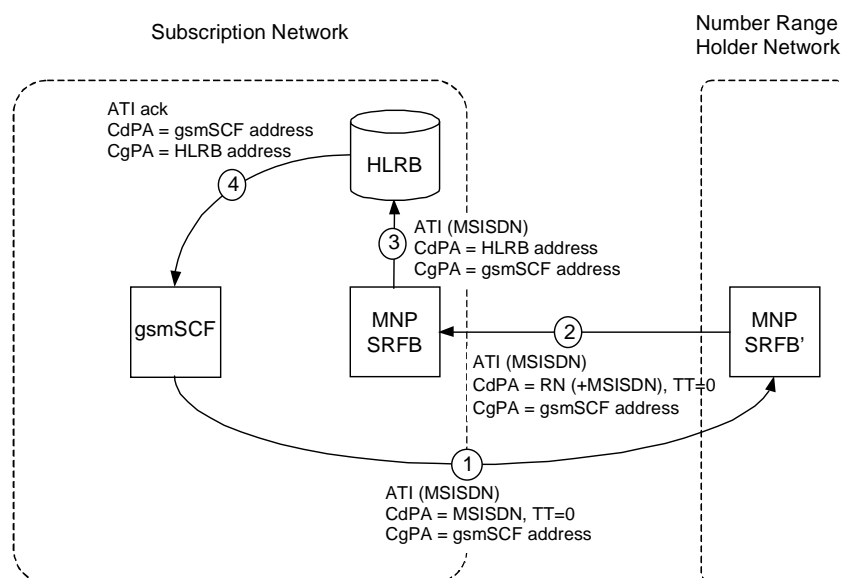 Subscription Network
Number Range
Holder Network
ATI ack
CdPA = gsmSCF address
CgPA = HLRB address
4
HLRB
3
ATI (MSISDN)
CdPA = HLRB address
CgPA = gsmSCF address
gsmSCF
MNP
SRFB
2
MNP
SRFB'
ATI (MSISDN)
CdPA = RN (+MSISDN), TT=0
CgPA = gsmSCF address
1
ATI (MSISDN)
CdPA = MSISDN, TT=0
CgPA = gsmSCF address